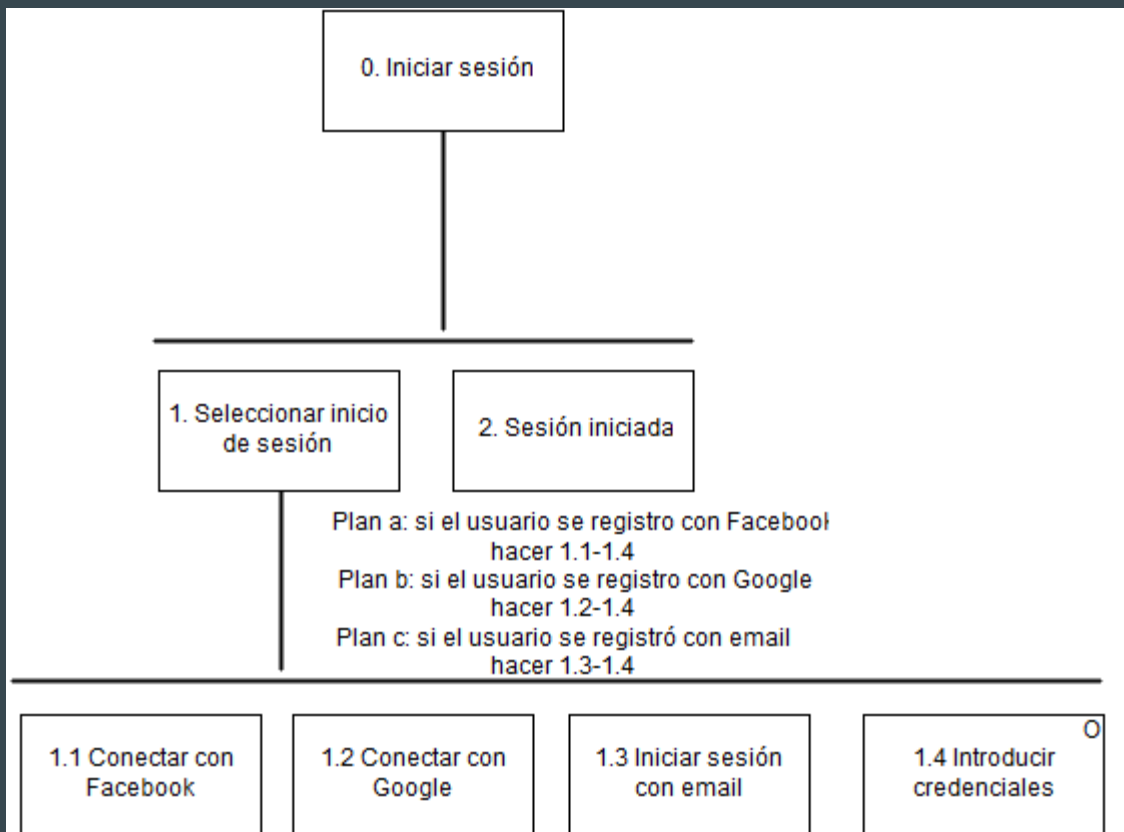 0. Iniciar sesión
1. Seleccionar inicio
de sesión
2. Sesión iniciada
Plan a: si el usuario se registro con Facebook
hacer 1.1-1.4
Plan b: si el usuario se registro con Google
hacer 1.2-1.4
Plan c: si el usuario se registró con email
hacer 1.3-1.4
1.1 Conectar con
Facebook
1.2 Conectar con
Google
1.3 Iniciar sesión
con email
O
1.4 Introducir
credenciales